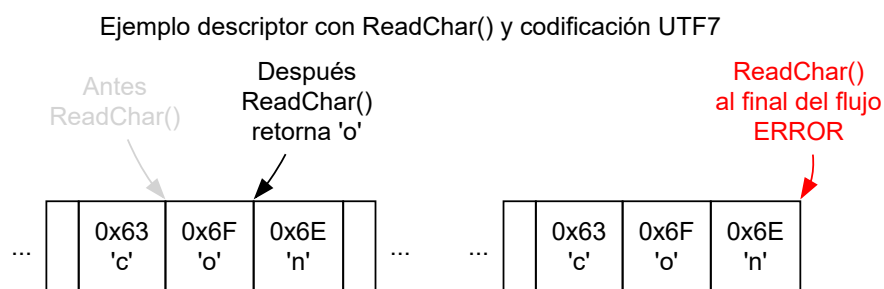 Ejemplo descriptor con ReadChar() y codificación UTF7
Antes
ReadChar()
Después
ReadChar()
retorna 'o'
ReadChar()
al final del flujo
ERROR
... 0x63 0x6F 0x6E ... ... 0x63 0x6F 0x6E
'c' 'o' 'n' 'c' 'o' 'n'